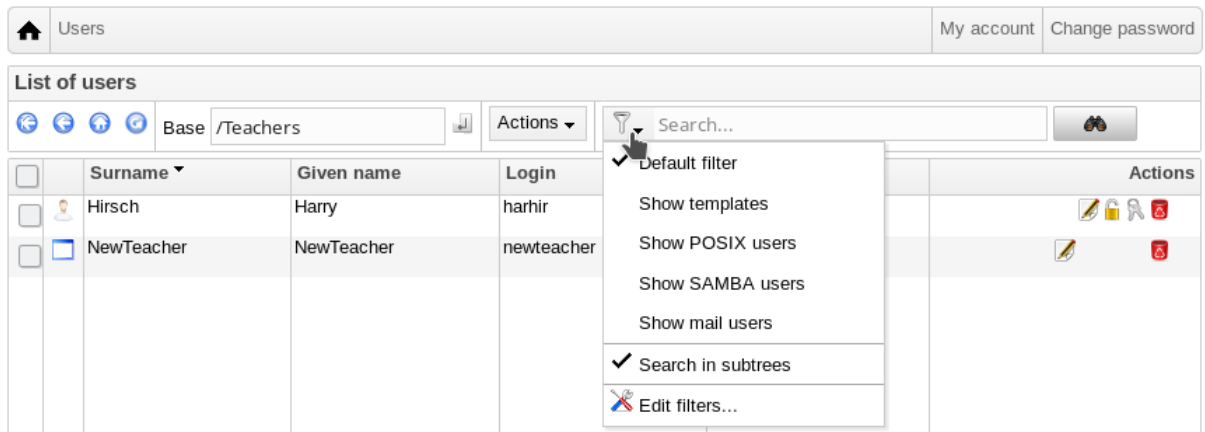 Users My account Change password
List of users
Base /Teachers Actions Search...
Surname Given name Login Actions
Hirsch Harry harhir
NewTeacher NewTeacher newteacher
Default filter
Show templates
Show POSIX users
Show SAMBA users
Show mail users
Search in subtrees
Edit filters...